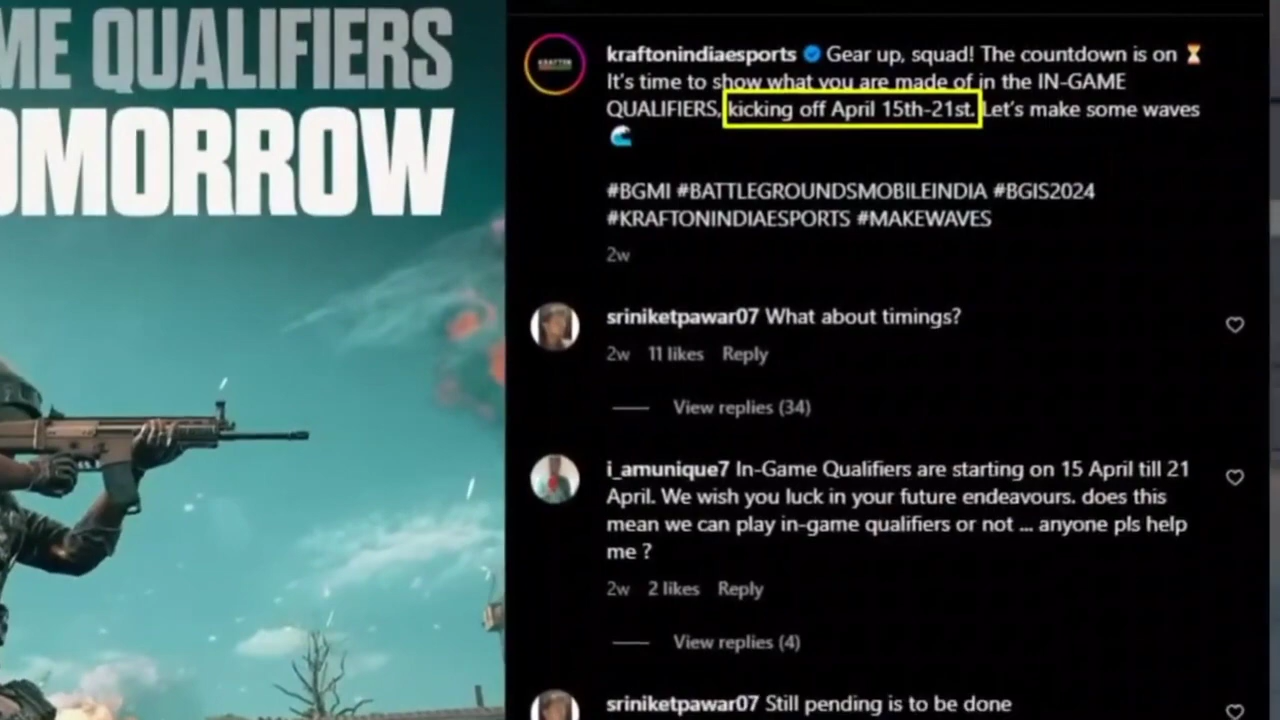 ME QUALIFIERS
OMORROW
KRAFTON
kraftonindiaesports Gear up, squad! The countdown is on ⏳
It's time to show what you are made of in the IN-GAME
QUALIFIERS, kicking off April 15th-21st. Let's make some waves
🌊
#BGMI #BATTLEGROUNDSMOBILEINDIA #BGIS2024
#KRAFTONINDIAESPORTS #MAKEWAVES
2w
sriniketpawar07 What about timings?
2w 11 likes Reply
View replies (34)
i_amunique7 In-Game Qualifiers are starting on 15 April till 21
April. We wish you luck in your future endeavours. does this
mean we can play in-game qualifiers or not ... anyone pls help
me ?
2w 2 likes Reply
View replies (4)
sriniketpawar07 Still pending is to be done